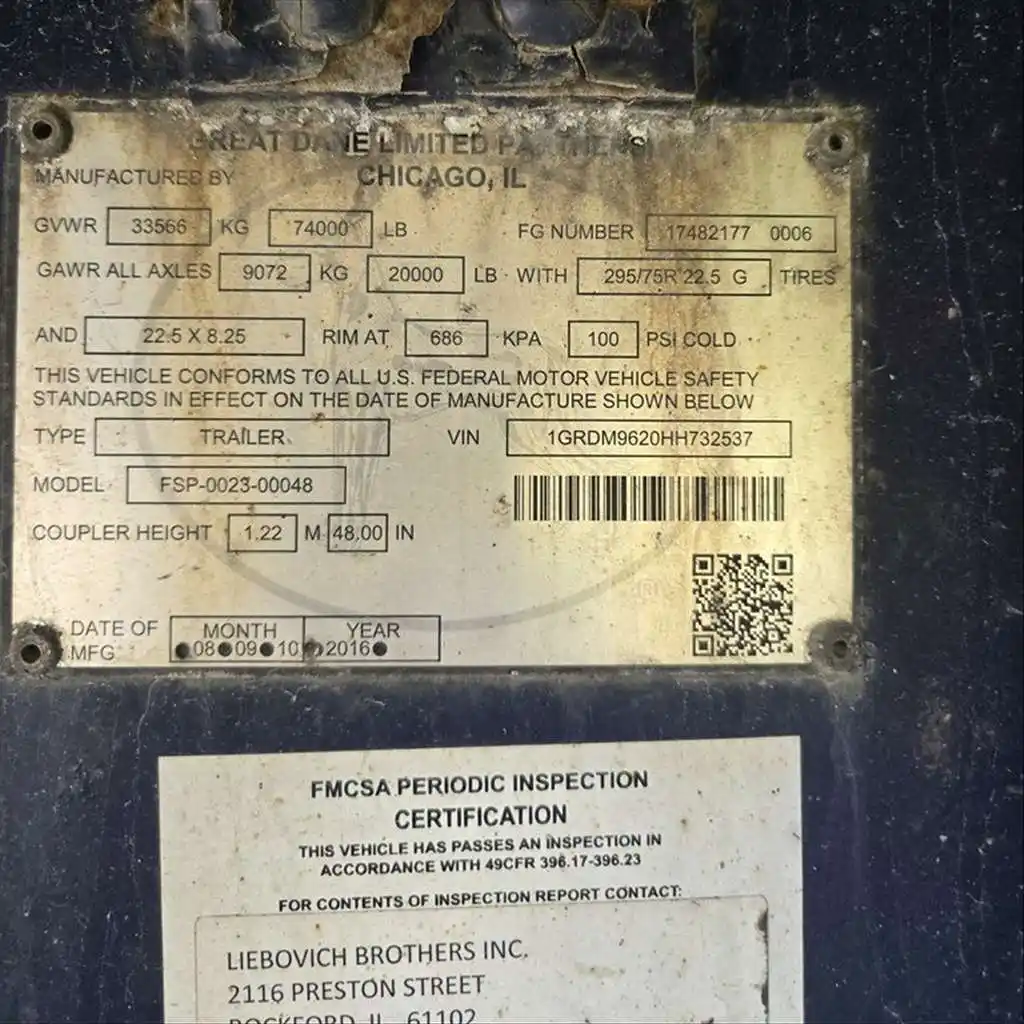 GREAT DANE LIMITED
MANUFACTURED BY CHICAGO, IL
GVWR 33566 KG 74000 LB FG NUMBER 17482177 0006
GAWR ALL AXLES 9072 KG 20000 LB WITH 295/75R 22.5 G TIRES
AND 22.5 X 8.25 RIM AT 686 KPA 100 PSI COLD
THIS VEHICLE CONFORMS TO ALL U.S. FEDERAL MOTOR VEHICLE SAFETY
STANDARDS IN EFFECT ON THE DATE OF MANUFACTURE SHOWN BELOW
TYPE TRAILER VIN 1GRDM9620HH732537
MODEL FSP-0023-00048
COUPLER HEIGHT 1.22 M 48.00 IN
DATE OF MONTH YEAR
MFG 08 09 10 2016
FMCSA PERIODIC INSPECTION
CERTIFICATION
THIS VEHICLE HAS PASSES AN INSPECTION IN
ACCORDANCE WITH 49CFR 396.17-396.23
FOR CONTENTS OF INSPECTION REPORT CONTACT:
LIEBOVICH BROTHERS INC.
2116 PRESTON STREET
ROCKFORD, IL 61102